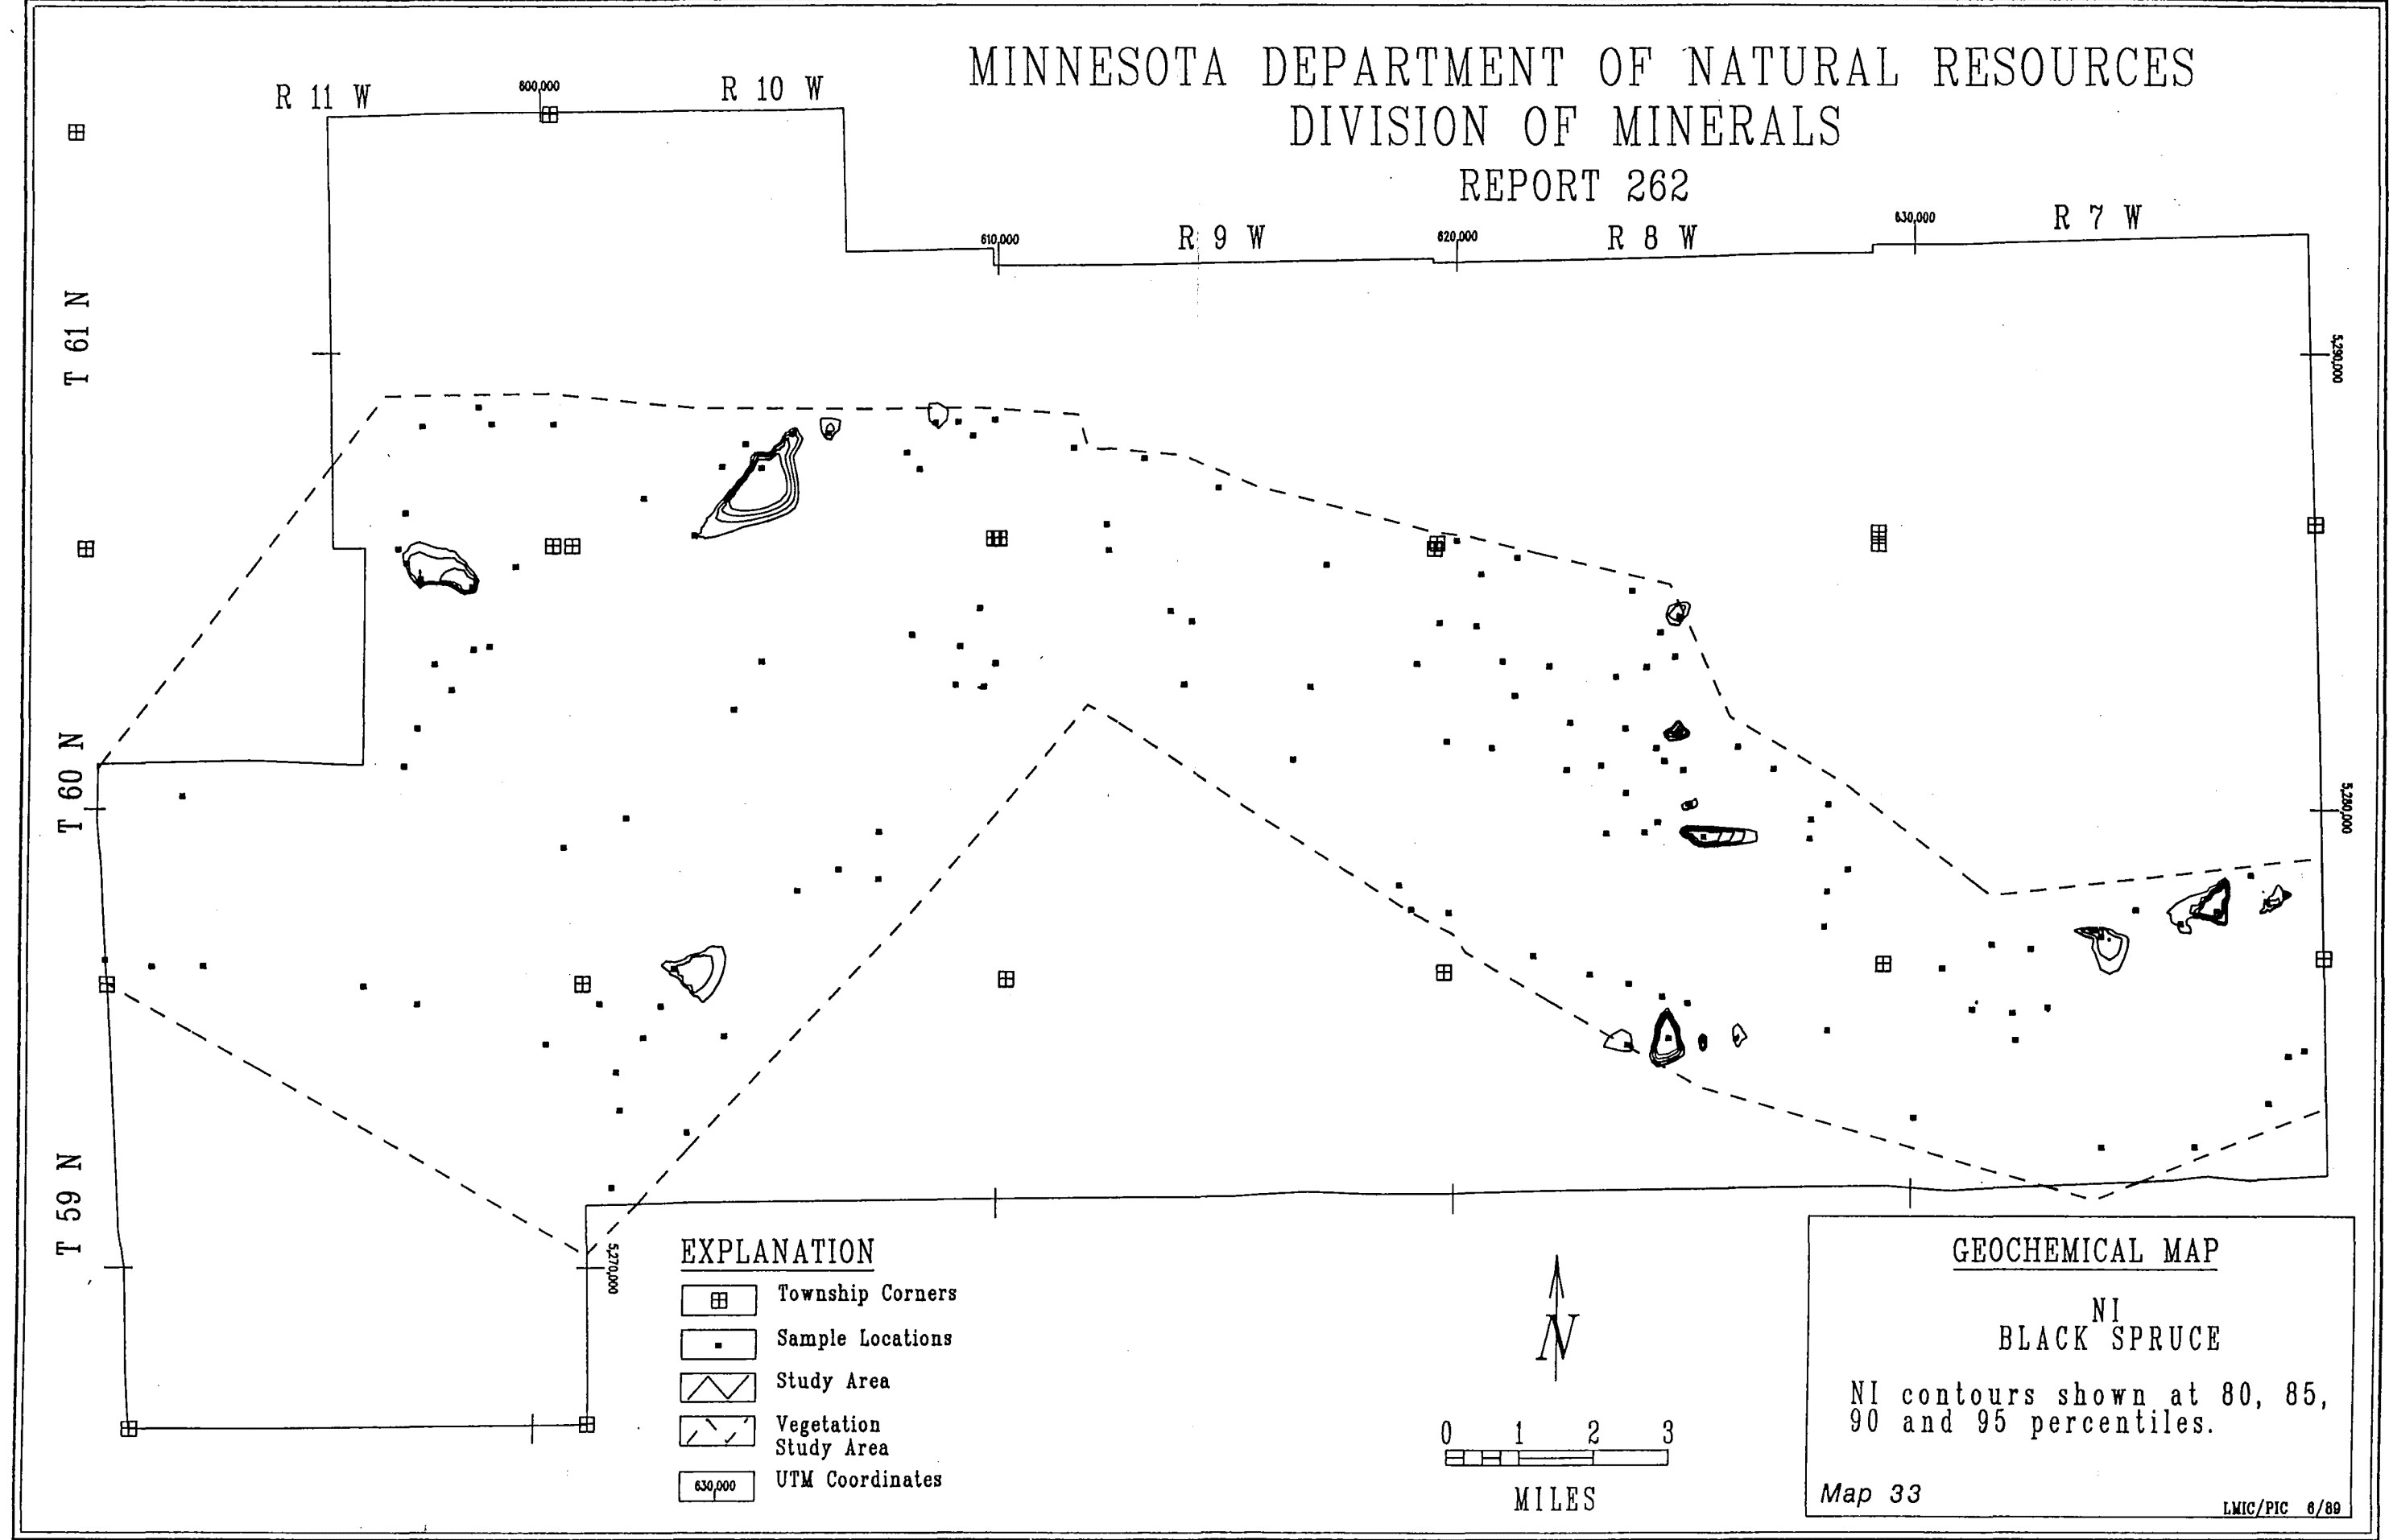 MINNESOTA DEPARTMENT OF NATURAL RESOURCES
DIVISION OF MINERALS
REPORT 262
R 11 W
600,000
R 10 W
610,000
R 9 W
620,000
R 8 W
630,000
R 7 W
T 61 N
5,290,000
T 60 N
5,280,000
T 59 N
5,270,000
EXPLANATION
Township Corners
Sample Locations
Study Area
Vegetation
Study Area
630,000
UTM Coordinates
N
0 1 2 3
MILES
GEOCHEMICAL MAP
NI
BLACK SPRUCE
NI contours shown at 80, 85,
90 and 95 percentiles.
Map 33
LMIC/PIC 6/89